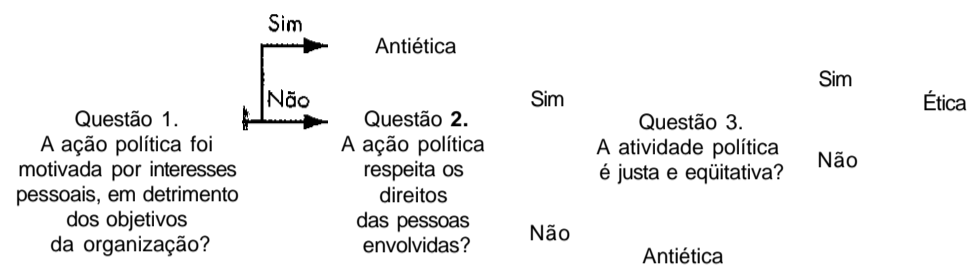 Sim
Antiética
Não
Questão 1.
A ação política foi
motivada por interesses
pessoais, em detrimento
dos objetivos
da organização?
Questão 2.
A ação política
respeita os
direitos
das pessoas
envolvidas?
Sim
Não
Questão 3.
A atividade política
é justa e eqüitativa?
Antiética
Sim
Ética
Não